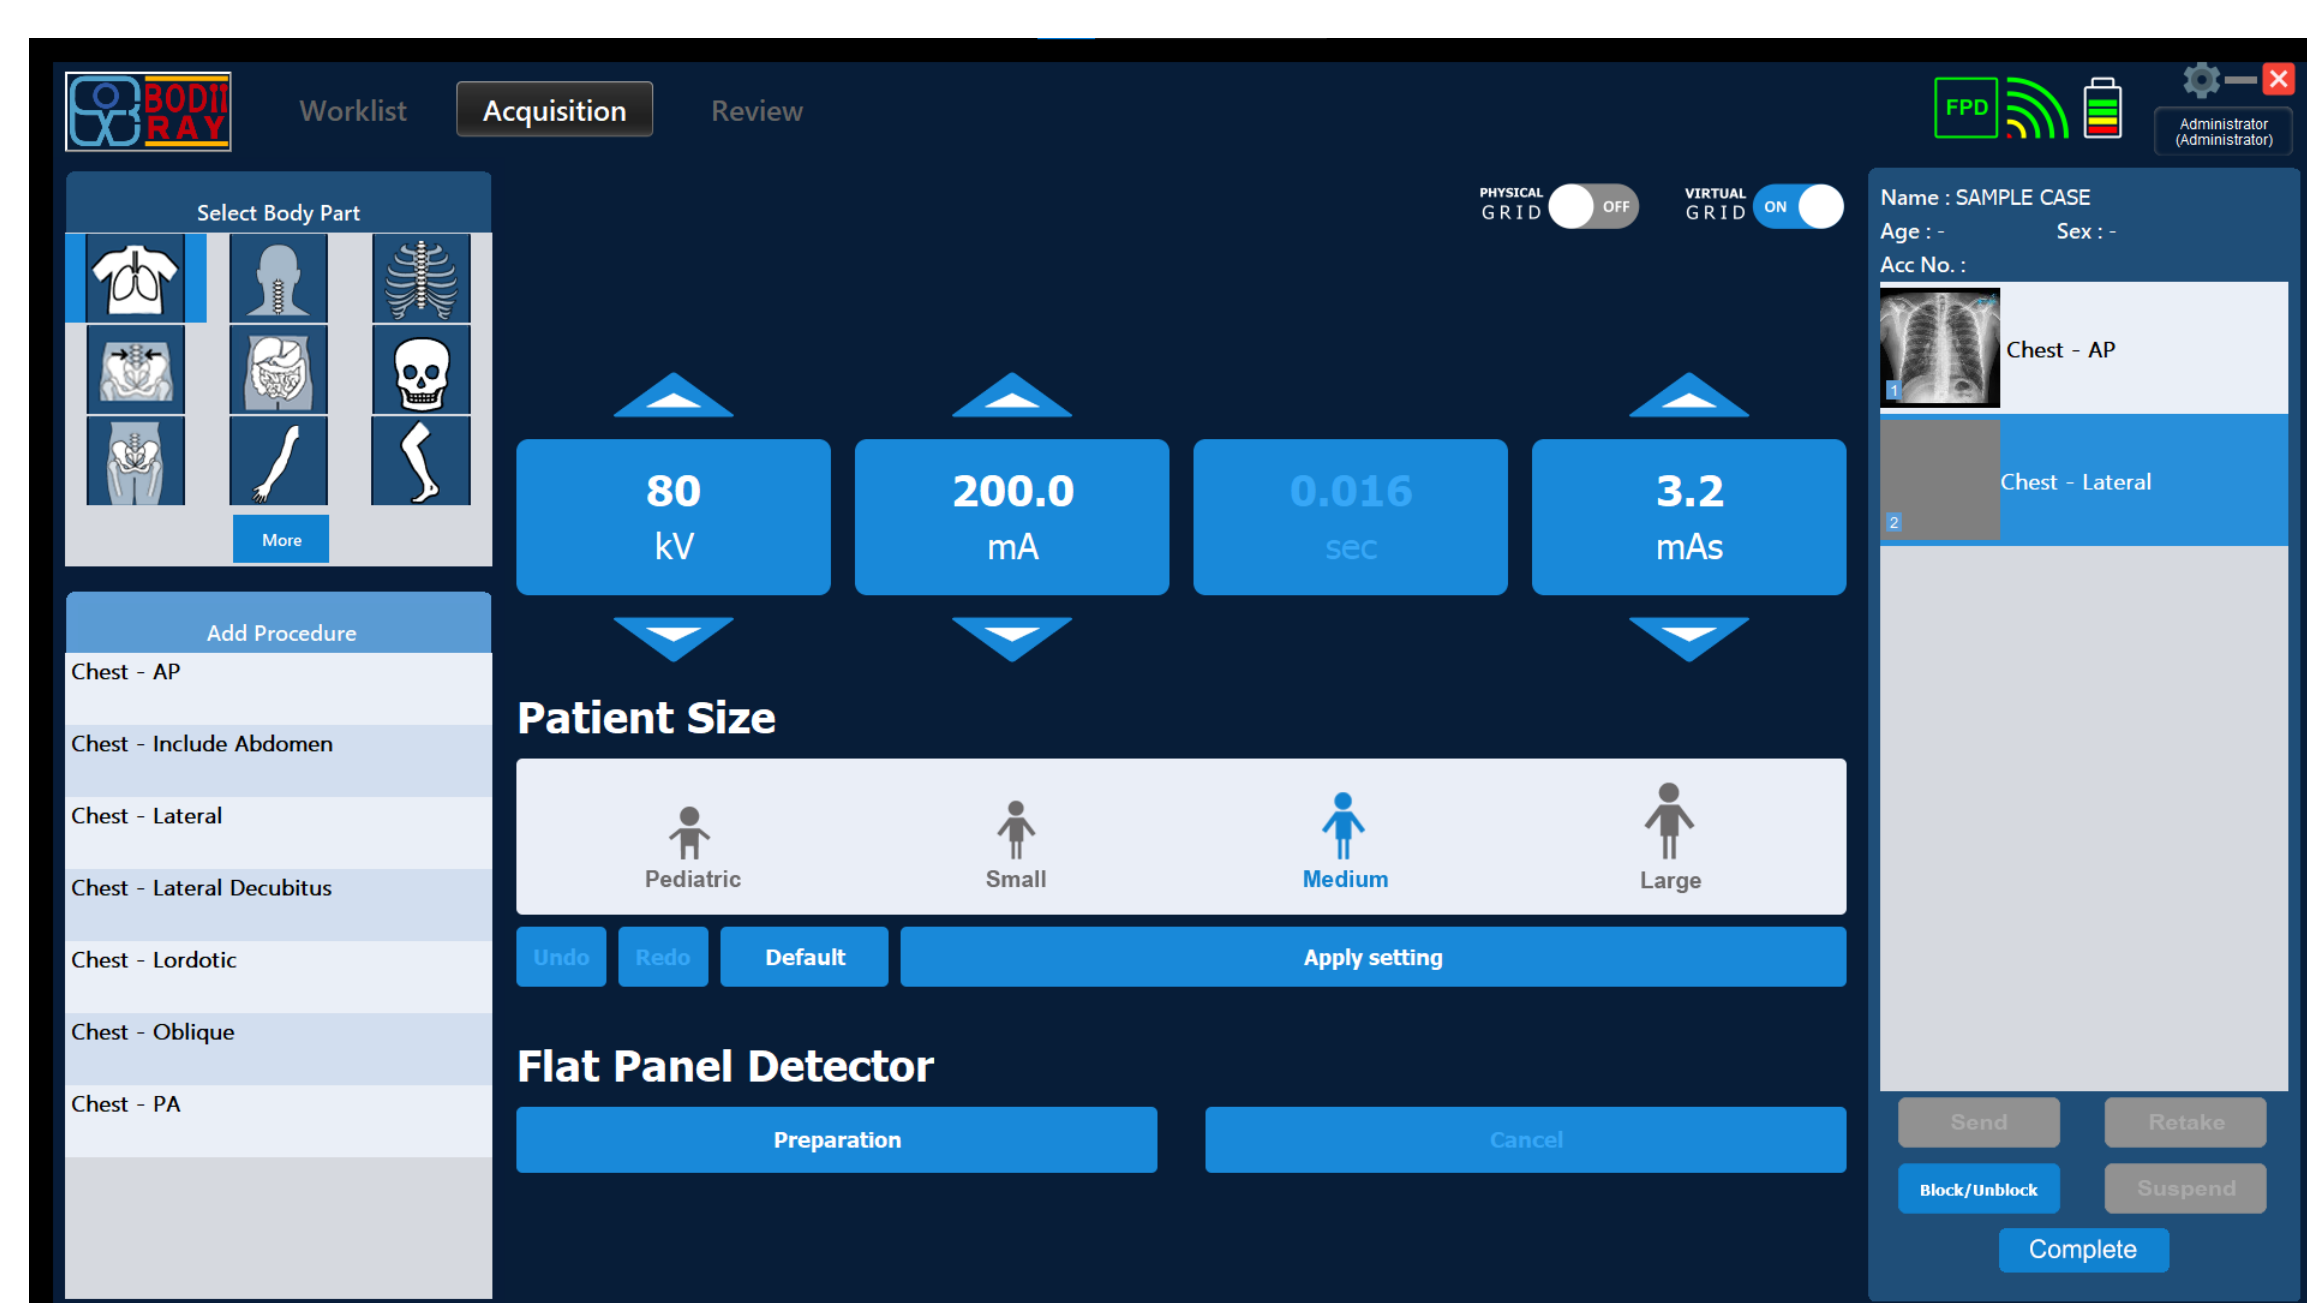 BODii
RAY
Worklist
Acquisition
Review
FPD
Administrator
(Administrator)
Select Body Part
More
Add Procedure
Chest - AP
Chest - Include Abdomen
Chest - Lateral
Chest - Lateral Decubitus
Chest - Lordotic
Chest - Oblique
Chest - PA
PHYSICAL
GRID
OFF
VIRTUAL
GRID
ON
80
kV
200.0
mA
0.016
sec
3.2
mAs
Patient Size
Pediatric
Small
Medium
Large
Undo
Redo
Default
Apply setting
Flat Panel Detector
Preparation
Cancel
Name : SAMPLE CASE
Age : - Sex : -
Acc No. :
1
Chest - AP
2
Chest - Lateral
Send
Retake
Block/Unblock
Suspend
Complete